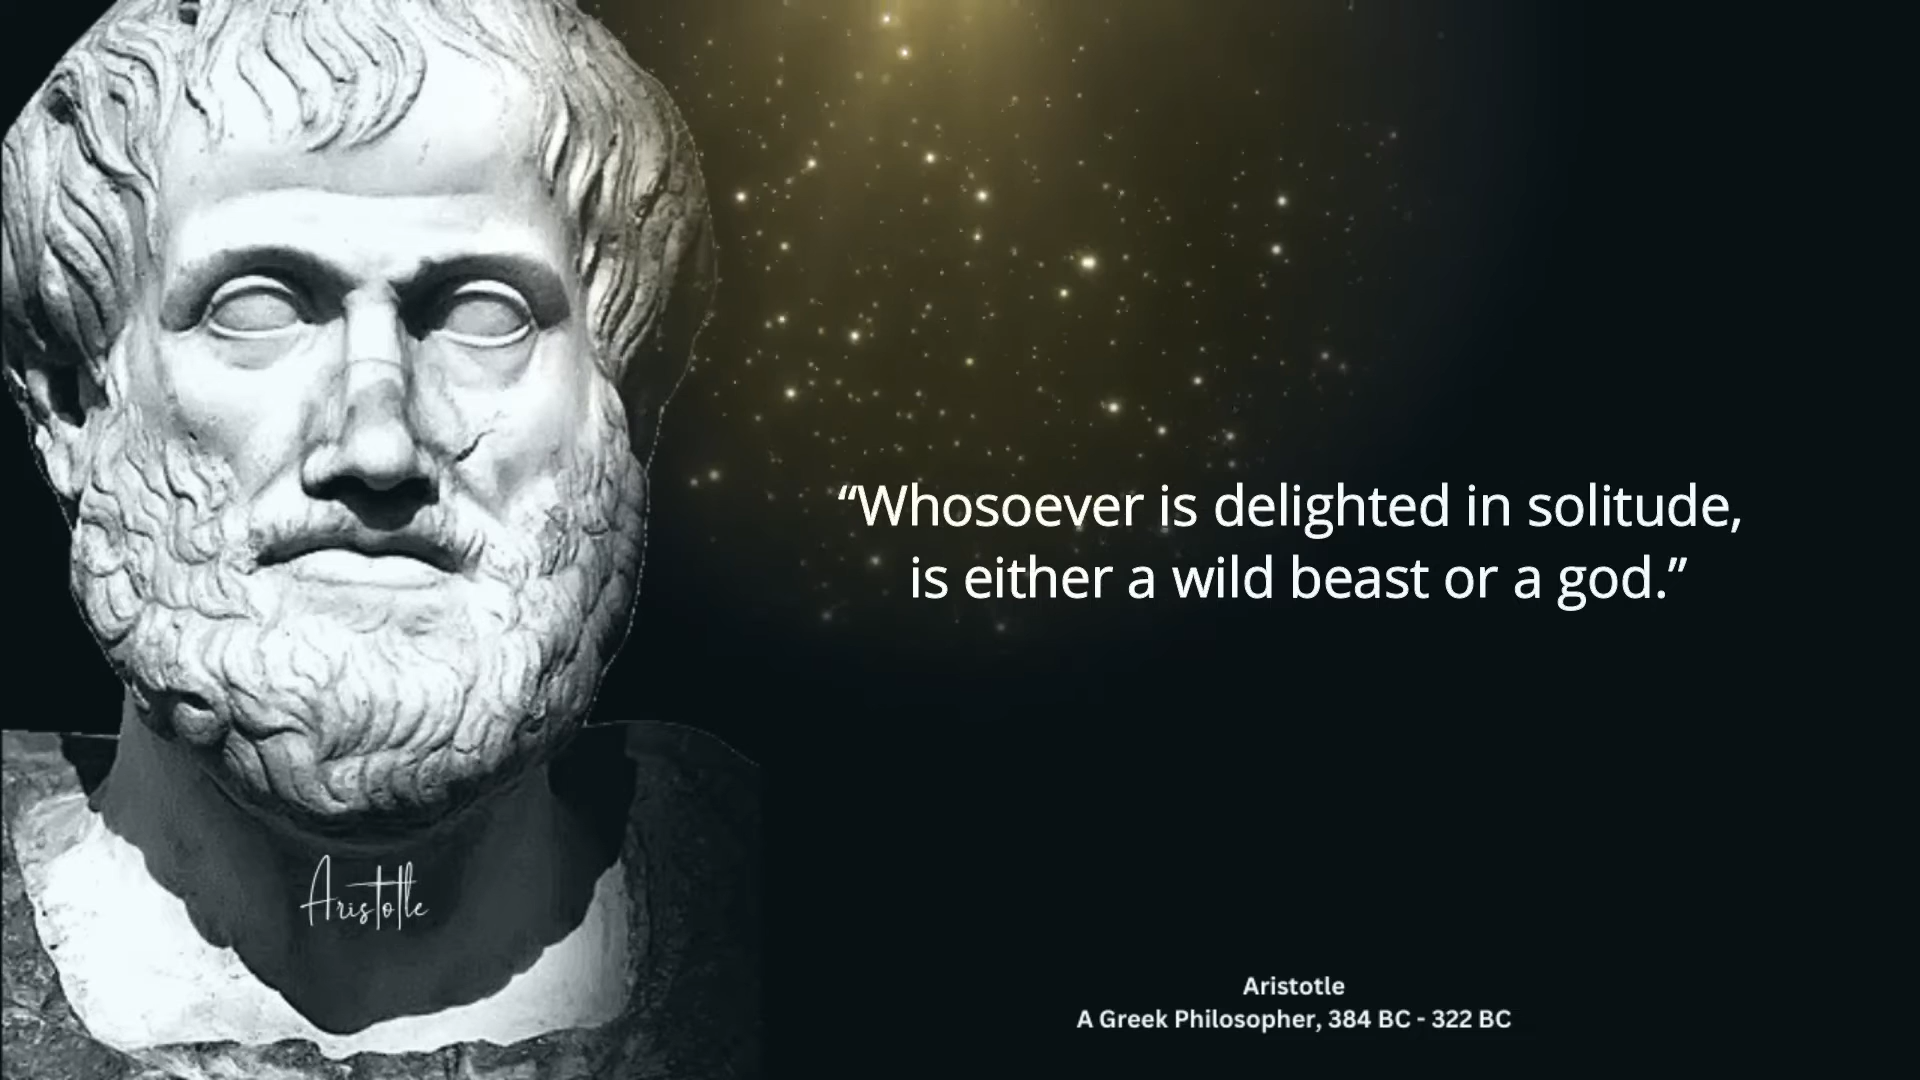 “Whosoever is delighted in solitude,
is either a wild beast or a god.”
Aristotle
Aristotle
A Greek Philosopher, 384 BC - 322 BC